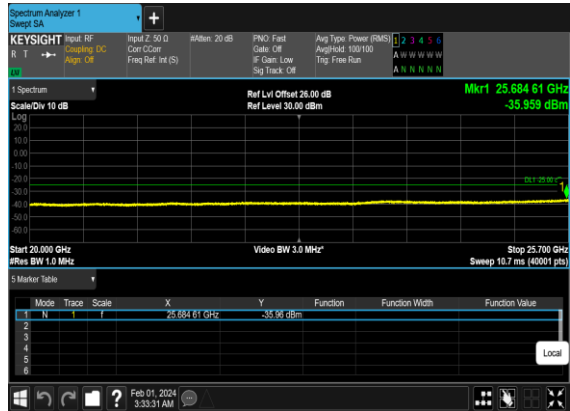 Spectrum Analyzer 1
Swept SA
+
KEYSIGHT Input: RF Input Z: 50 Ω #Atten: 20 dB PNO: Fast Avg Type: Power (RMS) 1 2 3 4 5 6
R T Coupling: DC Corr CCorr Gate: Off Avg|Hold: 100/100 A W W W W W
Align: Off Freq Ref: Int (S) IF Gain: Low Trig: Free Run
LW Sig Track: Off A N N N N N
1 Spectrum Ref Lvl Offset 26.00 dB Mkr1 25.684 61 GHz
Scale/Div 10 dB Ref Level 30.00 dBm -35.959 dBm
Log
20.0
10.0
0.00
-10.0
-20.0 DL1 -25.00
-30.0 1
-40.0
-50.0
-60.0
Start 20.000 GHz Video BW 3.0 MHz* Stop 25.700 GHz
#Res BW 1.0 MHz Sweep 10.7 ms (40001 pts)
5 Marker Table
Mode Trace Scale X Y Function Function Width Function Value
1 N 1 f 25.684 61 GHz -35.96 dBm
2
3
4
5
6
Local
? Feb 01, 2024
3:33:31 AM